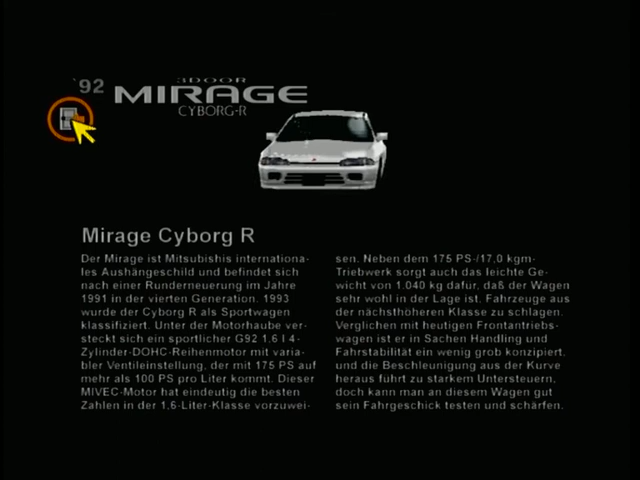 '92
3DOOR
MIRAGE
CYBORG-R
Mirage Cyborg R
Der Mirage ist Mitsubishis internationa-
les Aushängeschild und befindet sich
nach einer Runderneuerung im Jahre
1991 in der vierten Generation. 1993
wurde der Cyborg R als Sportwagen
klassifiziert. Unter der Motorhaube ver-
steckt sich ein sportlicher G92 1,6 l 4-
Zylinder-DOHC-Reihenmotor mit varia-
bler Ventileinstellung, der mit 175 PS auf
mehr als 100 PS pro Liter kommt. Dieser
MIVEC-Motor hat eindeutig die besten
Zahlen in der 1,6-Liter-Klasse vorzuwei-
sen. Neben dem 175 PS-/17,0 kgm-
Triebwerk sorgt auch das leichte Ge-
wicht von 1.040 kg dafür, daß der Wagen
sehr wohl in der Lage ist, Fahrzeuge aus
der nächsthöheren Klasse zu schlagen.
Verglichen mit heutigen Frontantriebs-
wagen ist er in Sachen Handling und
Fahrstabilität ein wenig grob konzipiert,
und die Beschleunigung aus der Kurve
heraus führt zu starkem Untersteuern,
doch kann man an diesem Wagen gut
sein Fahrgeschick testen und schärfen.